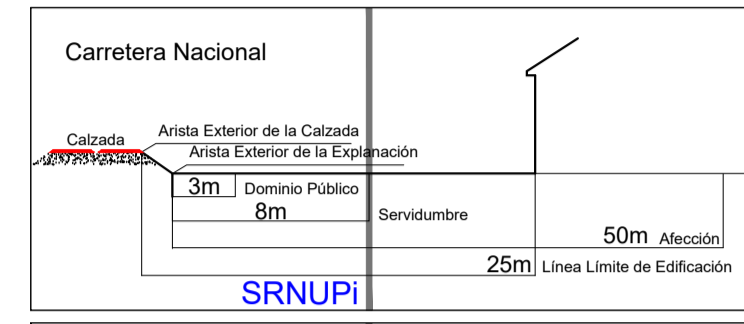 Carretera Nacional
Calzada
Arista Exterior de la Calzada
Arista Exterior de la Explanación
3m Dominio Público
8m Servidumbre
50m Afección
25m Línea Límite de Edificación
SRNUPi